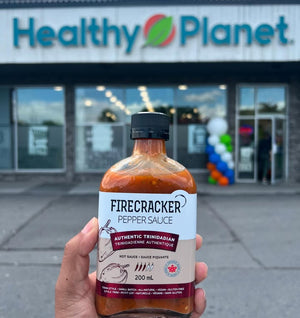 Healthy Planet
FIRECRACKER
PEPPER SAUCE
AUTHENTIC TRINIDADIAN
TRINIDADIENNE AUTHENTIQUE
HOT SAUCE • SAUCE PIQUANTE
200 mL